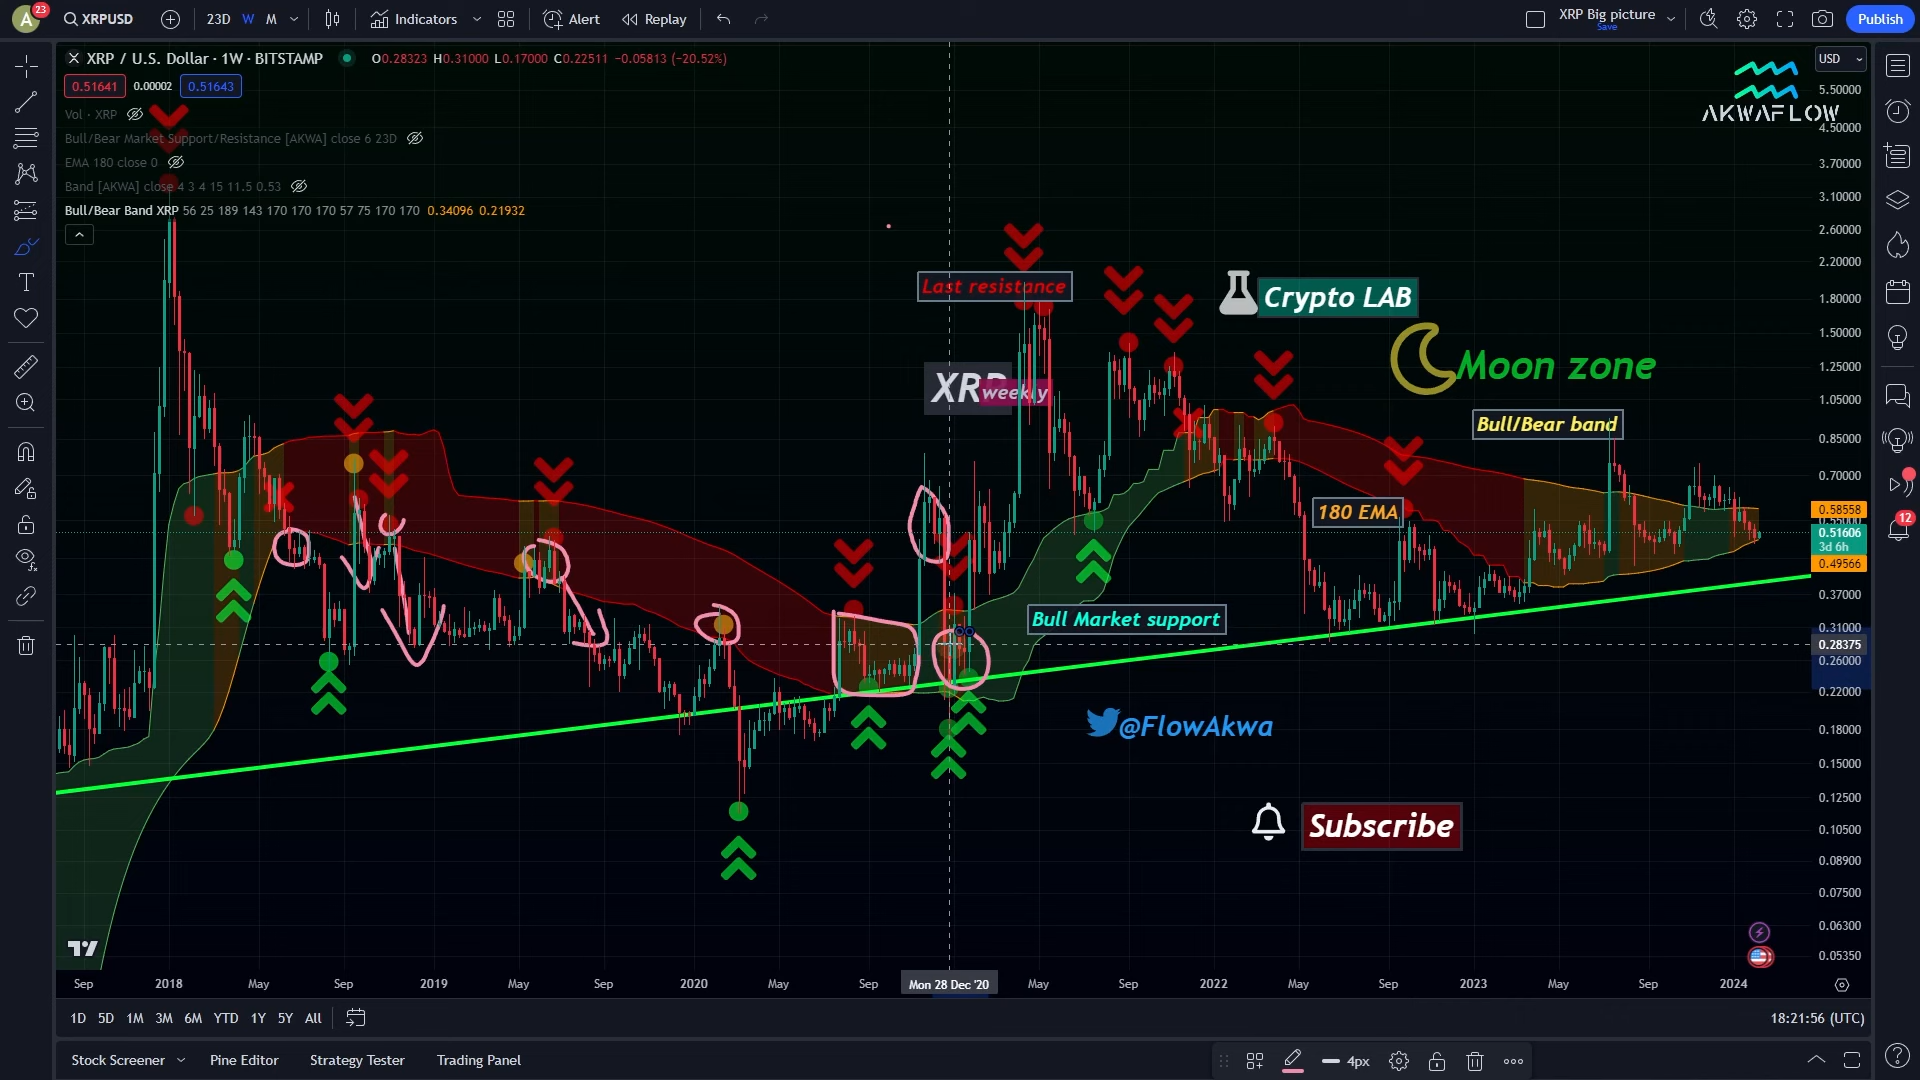 A
23
XRPUSD
23D W M
Indicators
Alert
Replay
XRP Big picture
Save
Publish
XRP / U.S. Dollar · 1W · BITSTAMP
O0.28323 H0.31000 L0.17000 C0.22511 -0.05813 (-20.52%)
USD
0.51641 0.00002 0.51643
Vol · XRP
Bull/Bear Market Support/Resistance [AKWA] close 6 23D
EMA 180 close 0
Band [AKWA] close 4 3 4 15 11.5 0.53
Bull/Bear Band XRP 56 25 189 143 170 170 170 57 75 170 170 0.34096 0.21932
AKWAFLOW
Last resistance
Crypto LAB
XRP
weekly
Moon zone
Bull/Bear band
180 EMA
Bull Market support
@FlowAkwa
Subscribe
5.50000
4.50000
3.70000
3.10000
2.60000
2.20000
1.80000
1.50000
1.25000
1.05000
0.85000
0.70000
0.58558
0.55000
0.51606
3d 6h
0.49566
0.37000
0.31000
0.28375
0.26000
0.22000
0.18000
0.15000
0.12500
0.10500
0.08900
0.07500
0.06300
0.05350
12
Sep 2018 May Sep 2019 May Sep 2020 May Sep Mon 28 Dec '20 May Sep 2022 May Sep 2023 May Sep 2024
1D 5D 1M 3M 6M YTD 1Y 5Y All
18:21:56 (UTC)
Stock Screener Pine Editor Strategy Tester Trading Panel
4px